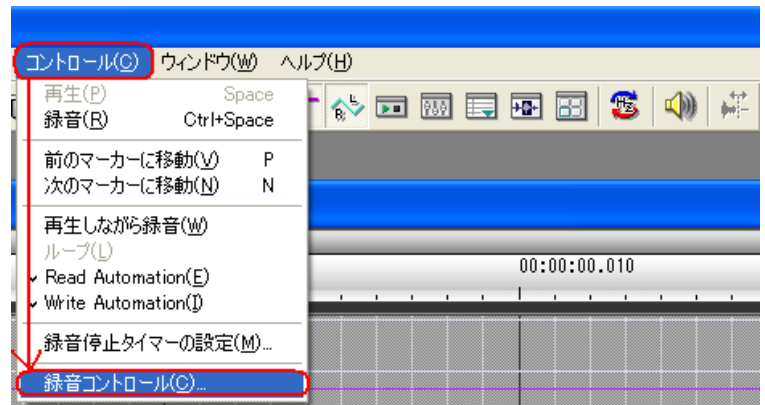 コントロール(C) ウィンドウ(W) ヘルプ(H)
再生(P) Space
録音(R) Ctrl+Space
前のマーカーに移動(V) P
次のマーカーに移動(N) N
再生しながら録音(W)
ループ(L)
Read Automation(E)
Write Automation(I)
録音停止タイマーの設定(M)...
録音コントロール(C)...
R: L:
Hz
00:00:00.010